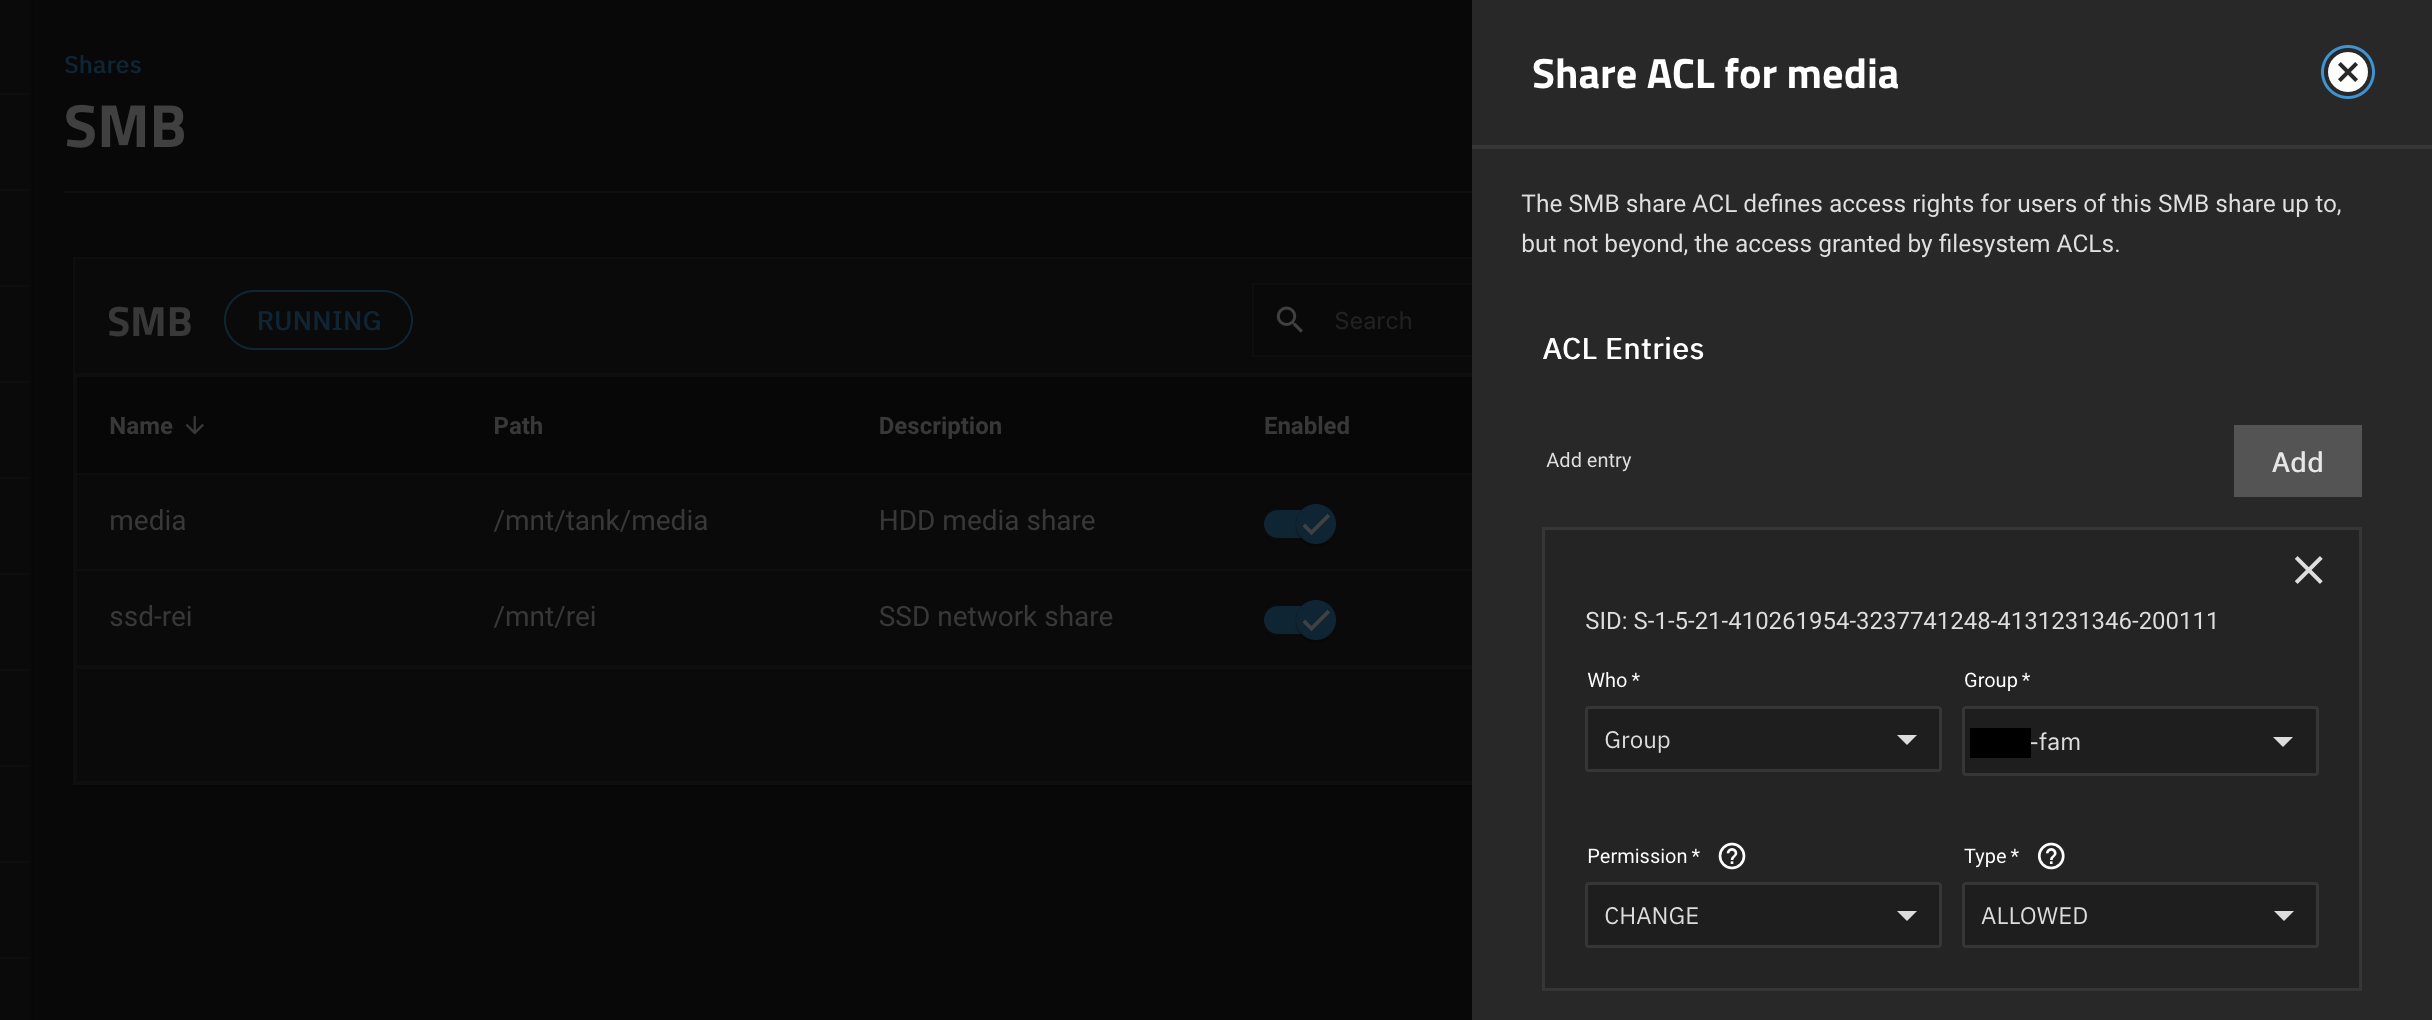 Shares
SMB
SMB RUNNING Search
Name Path Description Enabled
media /mnt/tank/media HDD media share
ssd-rei /mnt/rei SSD network share
Share ACL for media
The SMB share ACL defines access rights for users of this SMB share up to,
but not beyond, the access granted by filesystem ACLs.
ACL Entries
Add entry Add
SID: S-1-5-21-410261954-3237741248-4131231346-200111
Who * Group *
Group -fam
Permission * Type *
CHANGE ALLOWED